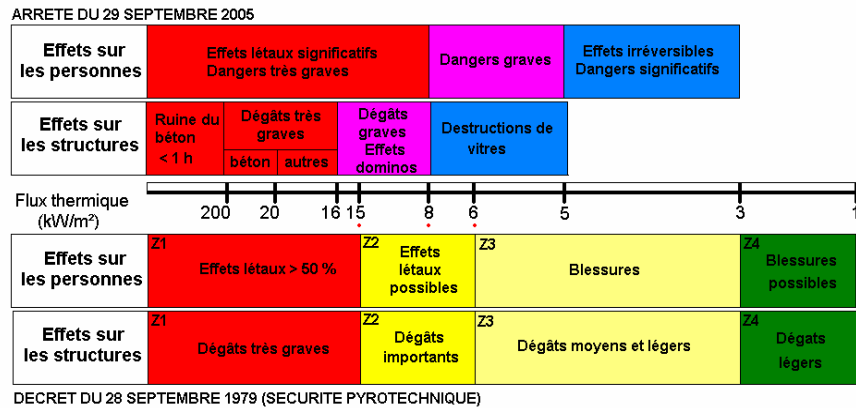 ARRETE DU 29 SEPTEMBRE 2005
Effets sur
les personnes
Effets létaux significatifs
Dangers très graves
Dangers graves
Effets irréversibles
Dangers significatifs
Effets sur
les structures
Ruine du
béton
< 1 h
Dégâts très
graves
béton
autres
Dégâts
graves
Effets
dominos
Destructions de
vitres
Flux thermique
(kW/m²)
200
20
16
15
8
6
5
3
1
Effets sur
les personnes
Z1
Effets létaux > 50 %
Z2
Effets
létaux
possibles
Z3
Blessures
Z4
Blessures
possibles
Effets sur
les structures
Z1
Dégâts très graves
Z2
Dégâts
importants
Z3
Dégâts moyens et légers
Z4
Dégats
légers
DECRET DU 28 SEPTEMBRE 1979 (SECURITE PYROTECHNIQUE)